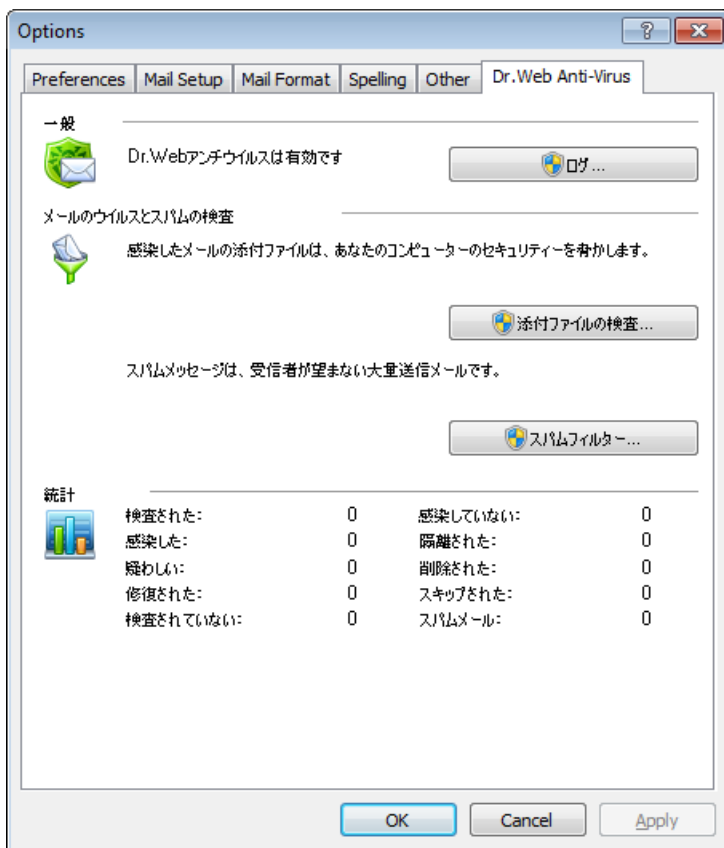 Options
Preferences Mail Setup Mail Format Spelling Other Dr.Web Anti-Virus
一般
Dr.Webアンチウイルスは有効です
ログ...
メールのウイルスとスパムの検査
感染したメールの添付ファイルは、あなたのコンピューターのセキュリティーを脅かします。
添付ファイルの検査...
スパムメッセージは、受信者が望まない大量送信メールです。
スパムフィルター...
統計
検査された: 0 感染していない: 0
感染した: 0 隔離された: 0
疑わしい: 0 削除された: 0
修復された: 0 スキップされた: 0
検査されていない: 0 スパムメール: 0
OK Cancel Apply